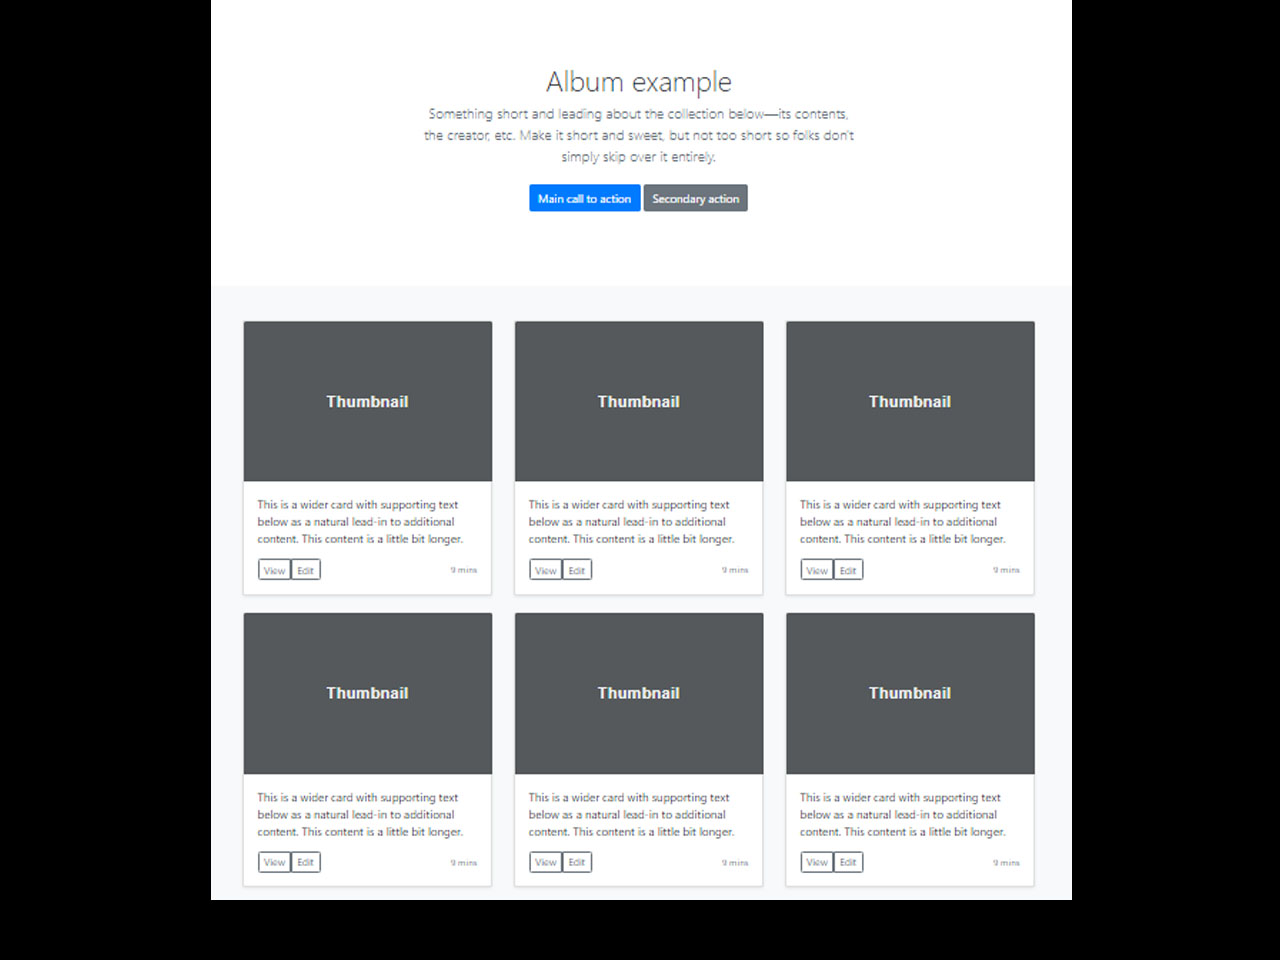 Album example
Something short and leading about the collection below—its contents,
the creator, etc. Make it short and sweet, but not too short so folks don't
simply skip over it entirely.
Main call to action Secondary action
Thumbnail Thumbnail Thumbnail
This is a wider card with supporting text
below as a natural lead-in to additional
content. This content is a little bit longer.
View Edit 9 mins
This is a wider card with supporting text
below as a natural lead-in to additional
content. This content is a little bit longer.
View Edit 9 mins
This is a wider card with supporting text
below as a natural lead-in to additional
content. This content is a little bit longer.
View Edit 9 mins
Thumbnail Thumbnail Thumbnail
This is a wider card with supporting text
below as a natural lead-in to additional
content. This content is a little bit longer.
View Edit 9 mins
This is a wider card with supporting text
below as a natural lead-in to additional
content. This content is a little bit longer.
View Edit 9 mins
This is a wider card with supporting text
below as a natural lead-in to additional
content. This content is a little bit longer.
View Edit 9 mins